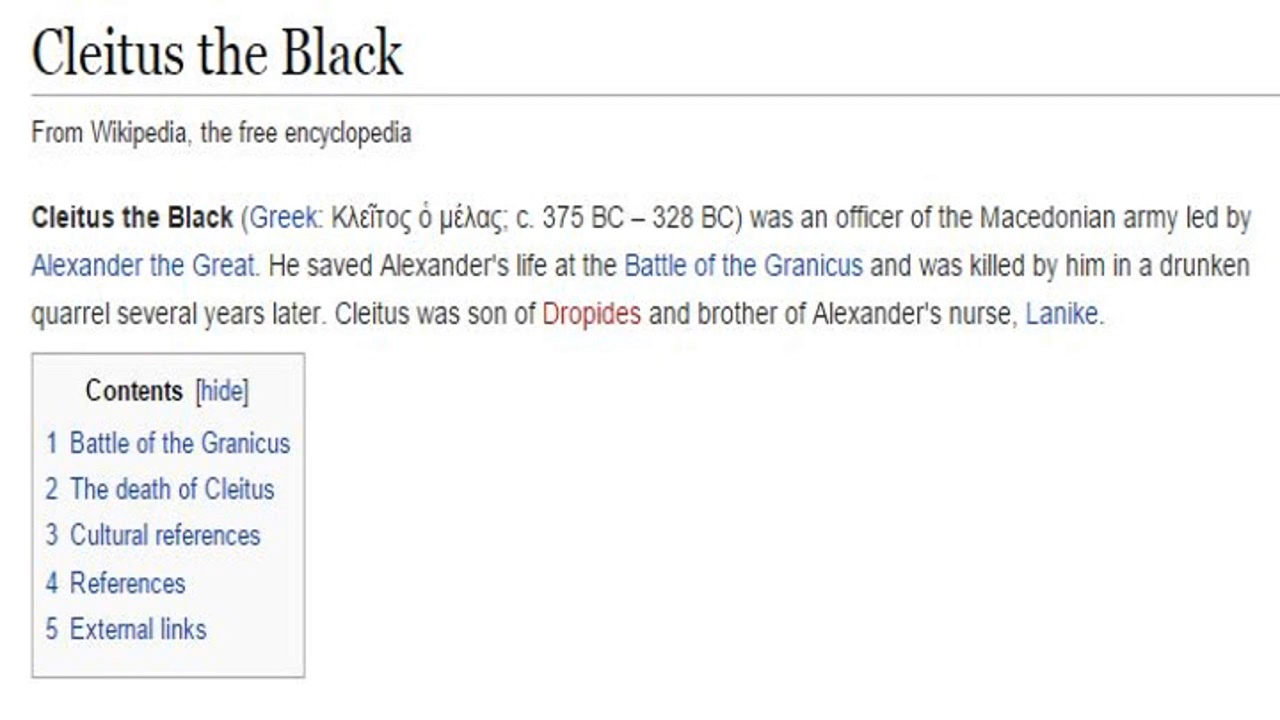 Cleitus the Black
From Wikipedia, the free encyclopedia
Cleitus the Black (Greek: Κλεῖτος ὁ μέλας; c. 375 BC – 328 BC) was an officer of the Macedonian army led by
Alexander the Great. He saved Alexander's life at the Battle of the Granicus and was killed by him in a drunken
quarrel several years later. Cleitus was son of Dropides and brother of Alexander's nurse, Lanike.
Contents [hide]
1 Battle of the Granicus
2 The death of Cleitus
3 Cultural references
4 References
5 External links